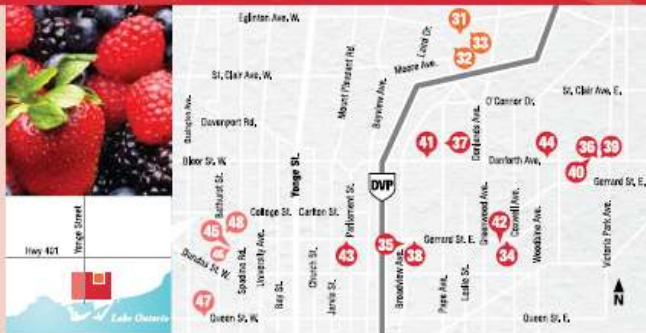 Eglinton Ave. W.
31
Laird Dr.
33
32
Moore Ave.
St. Clair Ave. W.
Mount Pleasant Rd.
Bayview Ave.
St. Clair Ave. E.
O'Connor Dr.
Ossington Ave.
Davenport Rd.
41
37
Donlands Ave.
44
36
39
Danforth Ave.
40
Bloor St. W.
Yonge St.
DVP
Gerrard St. E.
Bathurst St.
48
College St.
Carlton St.
Parliament St.
Greenwood Ave.
42
Coxwell Ave.
Woodbine Ave.
Victoria Park Ave.
Yonge Street
Hwy 401
45
46
Dundas St. W.
Spadina Rd.
University Ave.
Bay St.
Church St.
Jarvis St.
43
35
38
Gerrard St. E.
34
Broadview Ave.
Pape Ave.
Leslie St.
47
Queen St. W.
Queen St. E.
N
Lake Ontario